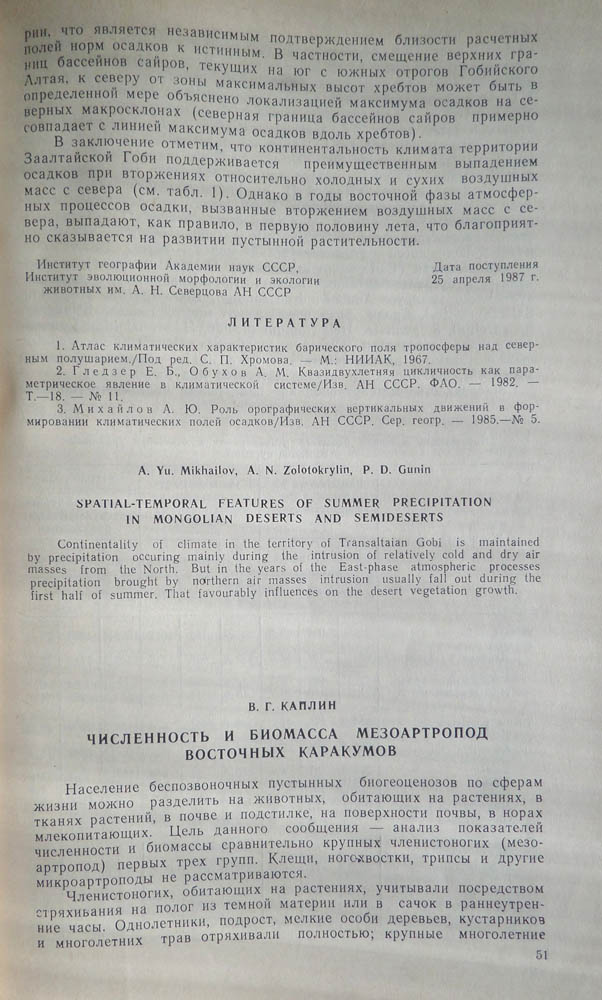 рии, что является независимым подтверждением близости расчетных
полей норм осадков к истинным. В частности, смещение верхних гра-
ниц бассейнов сайров, текущих на юг с южных отрогов Гобийского
Алтая, к северу от зоны максимальных высот хребтов может быть в
определенной мере объяснено локализацией максимума осадков на се-
верных макросклонах (северная граница бассейнов сайров примерно
совпадает с линией максимума осадков вдоль хребтов).
В заключение отметим, что континентальность климата территории
Заалтайской Гоби поддерживается преимущественным выпадением
осадков при вторжениях относительно холодных и сухих воздушных
масс с севера (см. табл. 1). Однако в годы восточной фазы атмосфер-
ных процессов осадки, вызванные вторжением воздушных масс с се-
вера, выпадают, как правило, в первую половину лета, что благоприят-
но сказывается на развитии пустынной растительности.
Институт географии Академии наук СССР,
Институт эволюционной морфологии и экологии
животных им. А. Н. Северцова АН СССР
Дата поступления
25 апреля 1987 г.
ЛИТЕРАТУРА
1. Атлас климатических характеристик барического поля тропосферы над север-
ным полушарием./Под ред. С. П. Хромова. — М.: НИИАК, 1967.
2. Гледзер Е. Б., Обухов А. М. Квазидвухлетняя цикличность как пара-
метрическое явление в климатической системе/Изв. АН СССР. ФАО. — 1982. —
Т.—18. — № 11.
3. Михайлов А. Ю. Роль орографических вертикальных движений в фор-
мировании климатических полей осадков/Изв. АН СССР. Сер. геогр. — 1985.—№ 5.
A. Yu. Mikhailov, A. N. Zolotokrylin, P. D. Gunin
SPATIAL-TEMPORAL FEATURES OF SUMMER PRECIPITATION
IN MONGOLIAN DESERTS AND SEMIDESERTS
Continentality of climate in the territory of Transaltaian Gobi is maintained
by precipitation occuring mainly during the intrusion of relatively cold and dry air
masses from the North. But in the years of the East-phase atmospheric processes
precipitation brought by northern air masses intrusion usually fall out during the
first half of summer. That favourably influences on the desert vegetation growth.
В. Г. КАПЛИН
ЧИСЛЕННОСТЬ И БИОМАССА МЕЗОАРТРОПОД
ВОСТОЧНЫХ КАРАКУМОВ
Население беспозвоночных пустынных биогеоценозов по сферам
жизни можно разделить на животных, обитающих на растениях, в
тканях растений, в почве и подстилке, на поверхности почвы, в норах
млекопитающих. Цель данного сообщения — анализ показателей
численности и биомассы сравнительно крупных членистоногих (мезо-
артропод) первых трех групп. Клещи, ногохвостки, трипсы и другие
микроартроподы не рассматриваются.
Членистоногих, обитающих на растениях, учитывали посредством
стряхивания на полог из темной материи или в сачок в раннеутрен-
ние часы. Однолетники, подрост, мелкие особи деревьев, кустарников
и многолетних трав отряхивали полностью; крупные многолетние
51